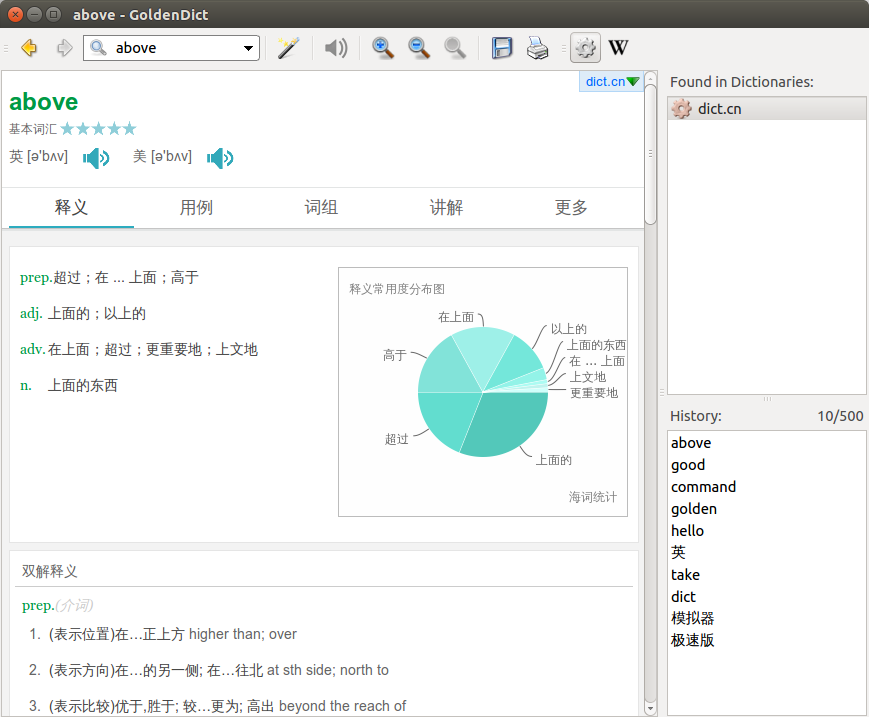 above - GoldenDict
above
W
dict.cn
above
基本词汇
英 [ə'bʌv] 美 [ə'bʌv]
释义 用例 词组 讲解 更多
prep.超过；在 ... 上面；高于
adj. 上面的；以上的
adv. 在上面；超过；更重要地；上文地
n. 上面的东西
释义常用度分布图
在上面
以上的
上面的东西
高于
在 ... 上面
上文地
更重要地
超过
上面的
海词统计
双解释义
prep.(介词)
1. (表示位置)在…正上方 higher than; over
2. (表示方向)在…的另一侧; 在…往北 at sth side; north to
3. (表示比较)优于,胜于; 较…更为; 高出 beyond the reach of
Found in Dictionaries:
dict.cn
History: 10/500
above
good
command
golden
hello
英
take
dict
模拟器
极速版